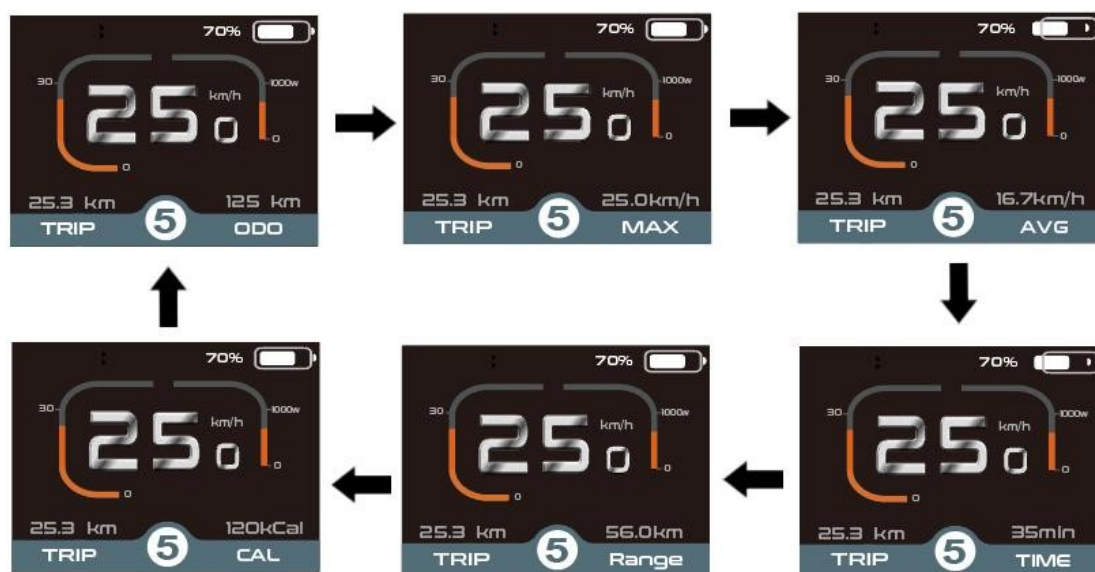 70%
30 1000w
km/h
25 0
0
0
25.3 km 125 km
TRIP 5 ODO
70%
30 1000w
km/h
25 0
0
0
25.3 km 25.0km/h
TRIP 5 MAX
70%
30 1000w
km/h
25 0
0
0
25.3 km 16.7km/h
TRIP 5 AVG
70%
30 1000w
km/h
25 0
0
0
25.3 km 120kCal
TRIP 5 CAL
70%
30 1000w
km/h
25 0
0
0
25.3 km 56.0km
TRIP 5 Range
70%
30 1000w
km/h
25 0
0
0
25.3 km 35min
TRIP 5 TIME